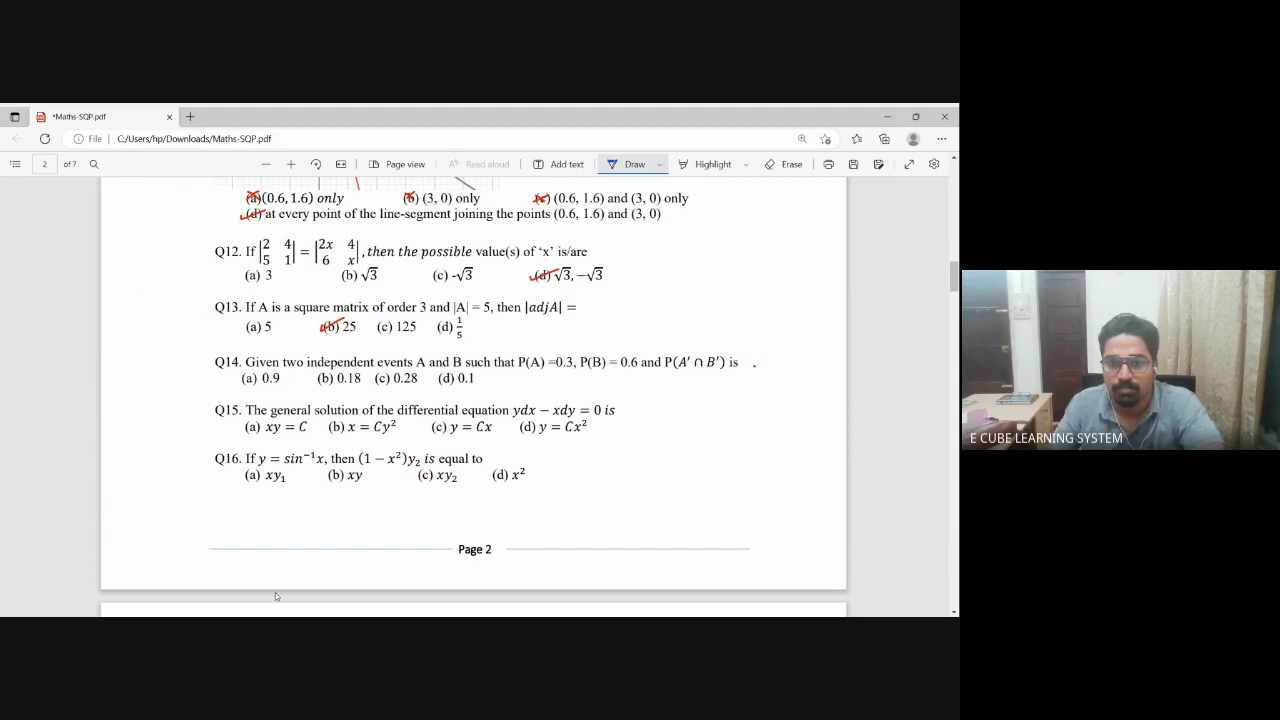 *Maths-SQP.pdf
File C:/Users/hp/Downloads/Maths-SQP.pdf
2 of 7 Page view Read aloud Add text Draw Highlight Erase
(a)(0.6, 1.6) only (b) (3, 0) only (c) (0.6, 1.6) and (3, 0) only
(d) at every point of the line-segment joining the points (0.6, 1.6) and (3, 0)
Q12. If |2 4; 5 1| = |2x 4; 6 x|, then the possible value(s) of ‘x’ is/are
(a) 3 (b) √3 (c) -√3 (d) √3, −√3
Q13. If A is a square matrix of order 3 and |A| = 5, then |adjA| =
(a) 5 (b) 25 (c) 125 (d) 1/5
Q14. Given two independent events A and B such that P(A) =0.3, P(B) = 0.6 and P(A′ ∩ B′) is
(a) 0.9 (b) 0.18 (c) 0.28 (d) 0.1
Q15. The general solution of the differential equation ydx − xdy = 0 is
(a) xy = C (b) x = Cy² (c) y = Cx (d) y = Cx²
Q16. If y = sin⁻¹x, then (1 − x²)y₂ is equal to
(a) xy₁ (b) xy (c) xy₂ (d) x²
Page 2
E CUBE LEARNING SYSTEM